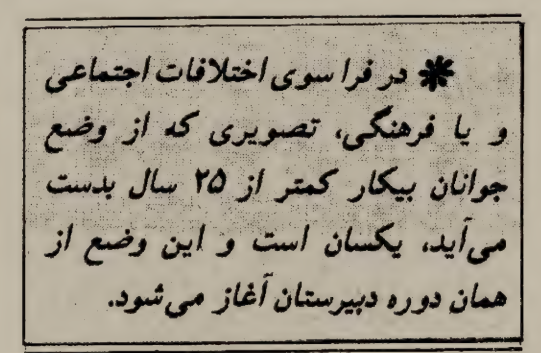 ✽ در فرا سوی اختلافات اجتماعی
و یا فرهنگی، تصویری که از وضع
جوانان بیکار کمتر از ۲۵ سال بدست
می‌آید، یکسان است و این وضع از
همان دوره دبیرستان آغاز می‌شود.